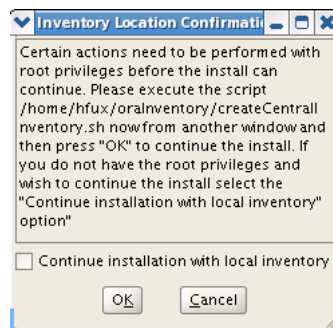 Inventory Location Confirmati
Certain actions need to be performed with
root privileges before the install can
continue. Please execute the script
/home/hfux/oraInventory/createCentralI
nventory.sh now from another window and
then press "OK" to continue the install. If
you do not have the root privileges and
wish to continue the install select the
"Continue installation with local inventory"
option"
Continue installation with local inventory
OK Cancel